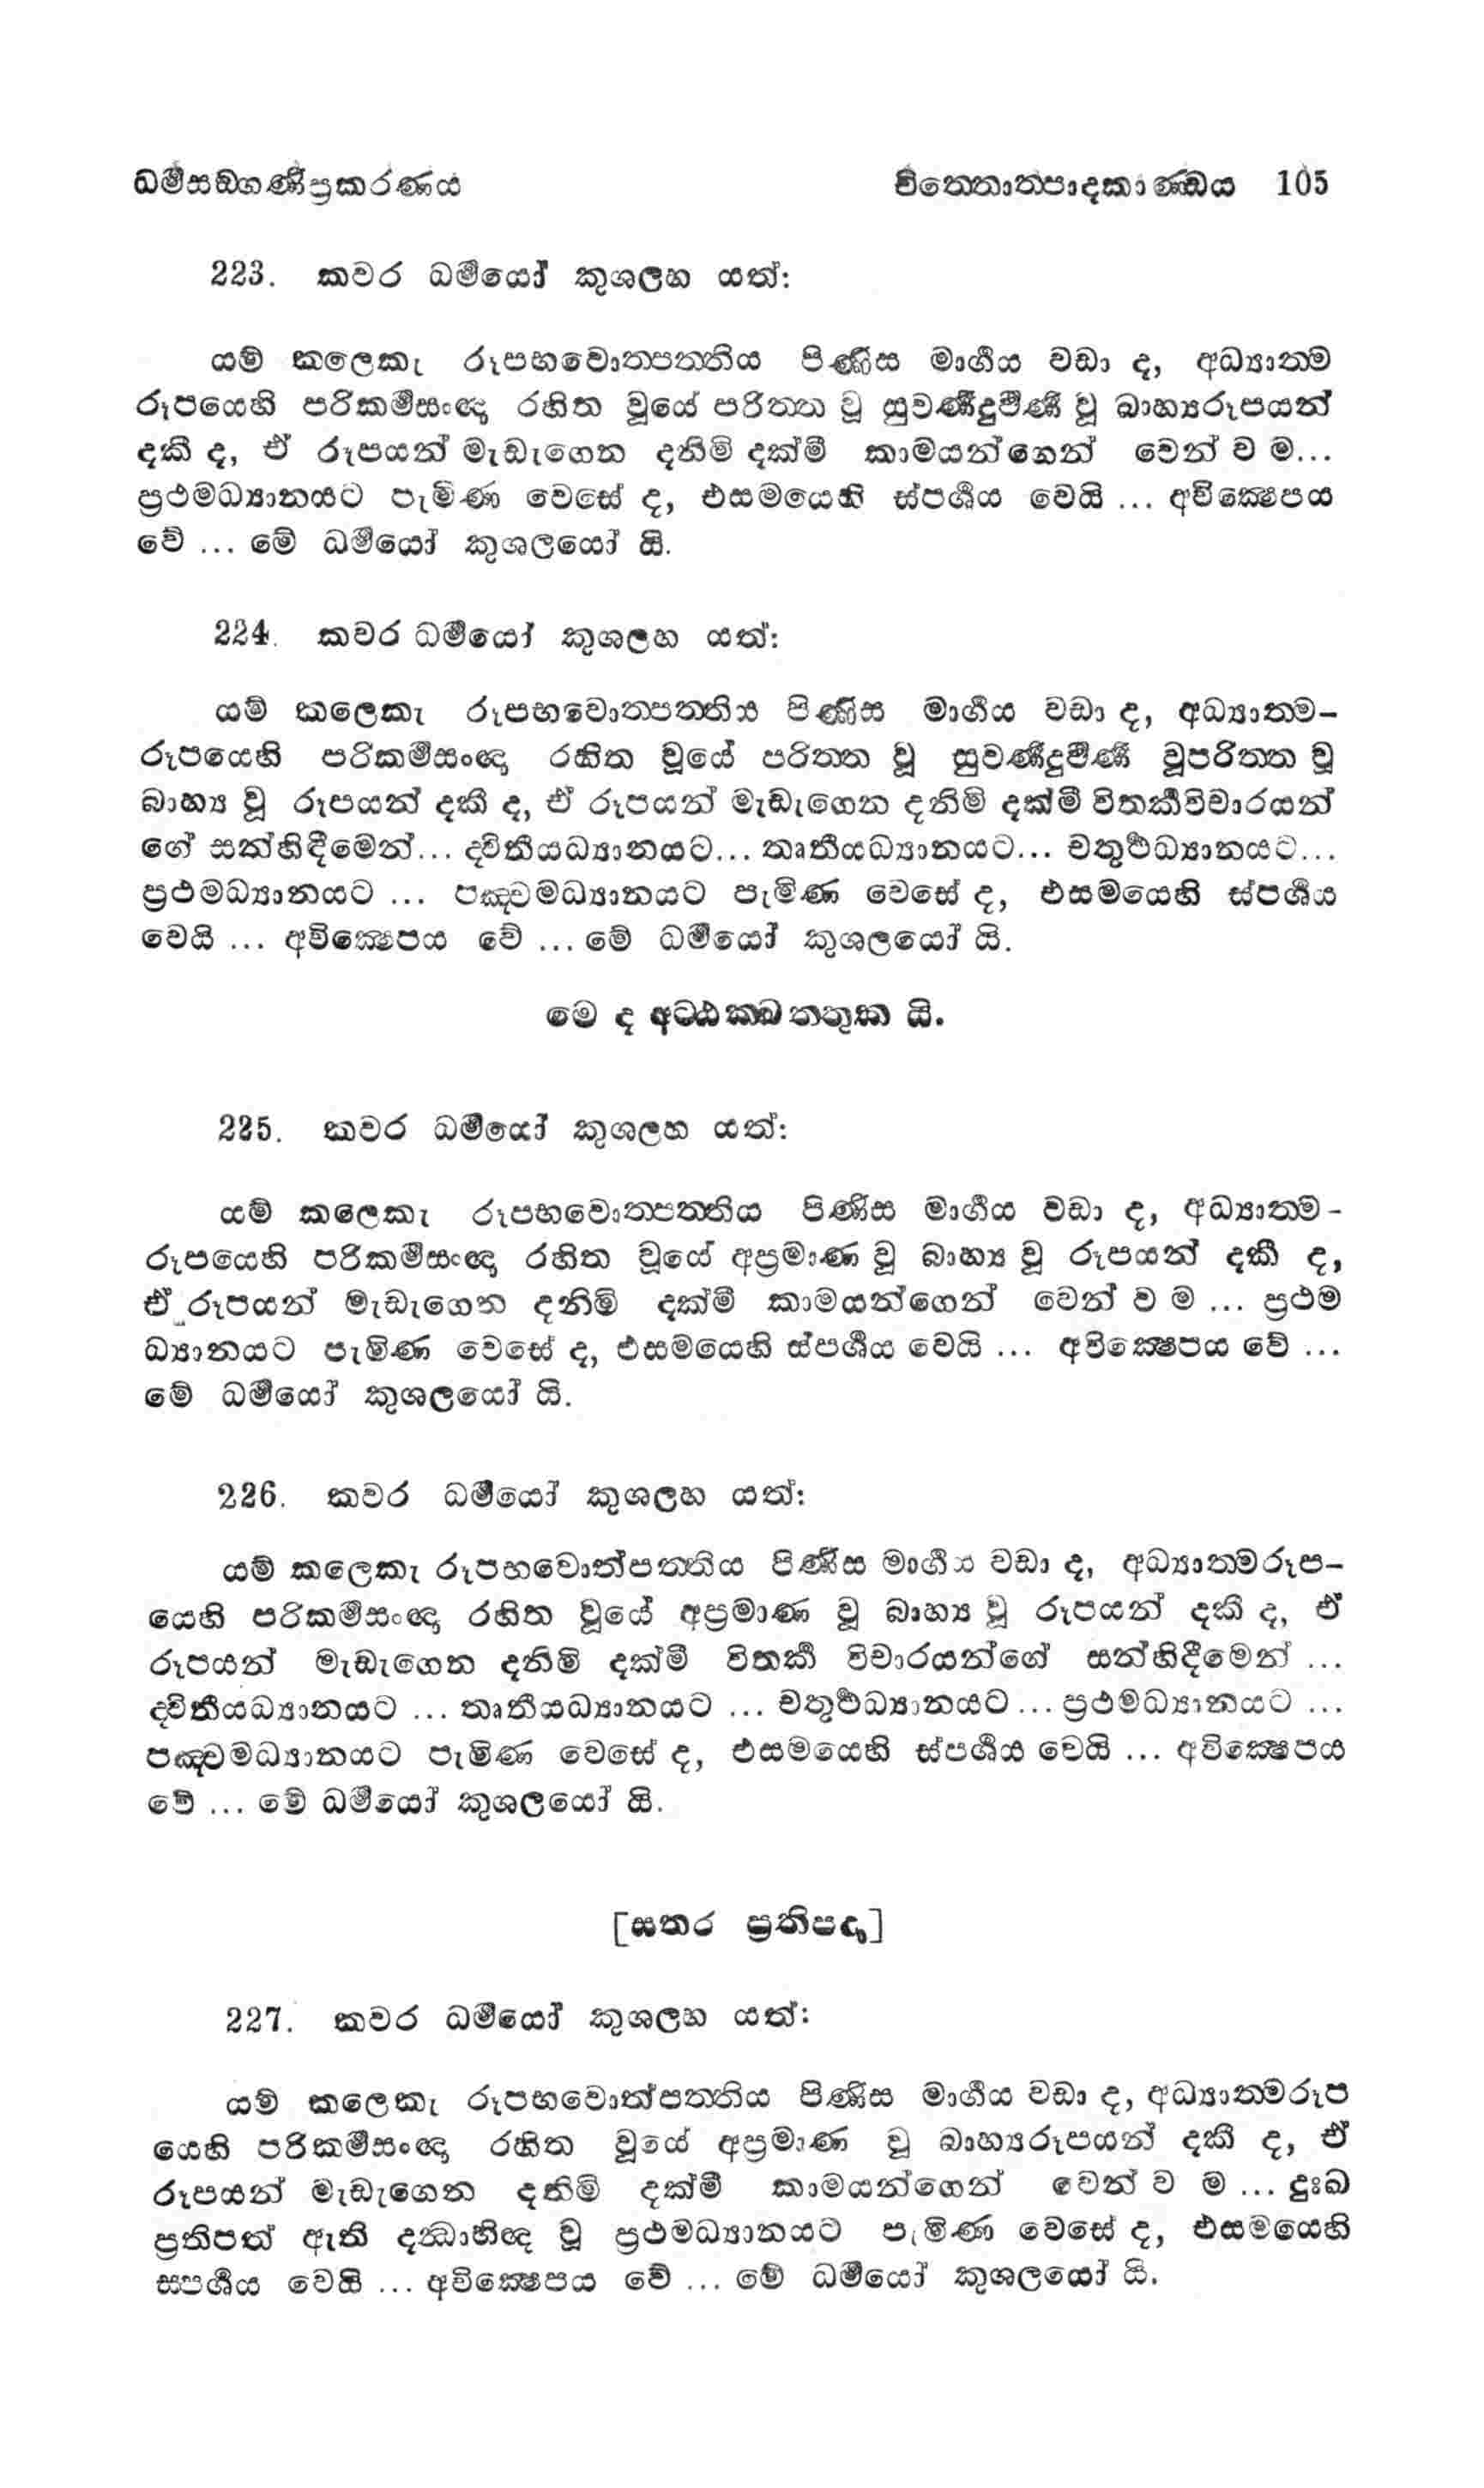 ධර්මසඞ්ගණිප්‍රකරණය චිත්තොත්පාදකාණ්ඩය 105
223. කවර ධර්මයෝ කුශලහ යත්:
යම් කලෙකැ රූපභවොත්පත්තිය පිණිස මාර්ගය වඩා ද, අධ්‍යාත්ම
රූපයෙහි පරිකර්මසංඥා රහිත වූයේ පරිත්ත වූ සුවර්ණදුර්වර්ණ වූ බාහ්‍යරූපයන්
දකී ද, ඒ රූපයන් මැඩැගෙන දනිමි දක්මී කාමයන්ගෙන් වෙන් ව ම...
ප්‍රථමධ්‍යානයට පැමිණ වෙසේ ද, එසමයෙහි ස්පර්ශය වෙයි ... අවික්‍ෂෙපය
වේ ... මේ ධර්මයෝ කුශලයෝ යි.
224. කවර ධර්මයෝ කුශලහ යත්:
යම් කලෙකැ රූපභවොත්පත්තිය පිණිස මාර්ගය වඩා ද, අධ්‍යාත්ම-
රූපයෙහි පරිකර්මසංඥා රහිත වූයේ පරිත්ත වූ සුවර්ණදුර්වර්ණ වූපරිත්ත වූ
බාහ්‍ය වූ රූපයන් දකී ද, ඒ රූපයන් මැඩැගෙන දනිමි දක්මී විතර්කවිචාරයන්
ගේ සන්හිඳීමෙන්... ද්විතීයධ්‍යානයට... තෘතීයධ්‍යානයට... චතුර්ථධ්‍යානයට...
ප්‍රථමධ්‍යානයට ... පඤ්චමධ්‍යානයට පැමිණ වෙසේ ද, එසමයෙහි ස්පර්ශය
වෙයි ... අවික්‍ෂෙපය වේ ... මේ ධර්මයෝ කුශලයෝ යි.
මෙ ද අට්ඨකඛත්තුක යි.
225. කවර ධර්මයෝ කුශලහ යත්:
යම් කලෙකැ රූපභවොත්පත්තිය පිණිස මාර්ගය වඩා ද, අධ්‍යාත්ම-
රූපයෙහි පරිකර්මසංඥා රහිත වූයේ අප්‍රමාණ වූ බාහ්‍ය වූ රූපයන් දකී ද,
ඒ රූපයන් මැඩැගෙන දනිමි දක්මී කාමයන්ගෙන් වෙන් ව ම ... ප්‍රථම
ධ්‍යානයට පැමිණ වෙසේ ද, එසමයෙහි ස්පර්ශය වෙයි ... අවික්‍ෂෙපය වේ ...
මේ ධර්මයෝ කුශලයෝ යි.
226. කවර ධර්මයෝ කුශලහ යත්:
යම් කලෙකැ රූපභවොත්පත්තිය පිණිස මාර්ගය වඩා ද, අධ්‍යාත්මරූප-
යෙහි පරිකර්මසංඥා රහිත වූයේ අප්‍රමාණ වූ බාහ්‍ය වූ රූපයන් දකී ද, ඒ
රූපයන් මැඩැගෙන දනිමි දක්මී විතර්ක විචාරයන්ගේ සන්හිදීමෙන් ...
ද්විතීයධ්‍යානයට ... තෘතීයධ්‍යානයට ... චතුර්ථධ්‍යානයට... ප්‍රථමධ්‍යානයට ...
පඤ්චමධ්‍යානයට පැමිණ වෙසේ ද, එසමයෙහි ස්පර්ශය වෙයි ... අවික්‍ෂෙපය
වේ ... මේ ධර්මයෝ කුශලයෝ යි.
[සතර ප්‍රතිපදා]
227. කවර ධර්මයෝ කුශලහ යත්:
යම් කලෙකැ රූපභවොත්පත්තිය පිණිස මාර්ගය වඩා ද, අධ්‍යාත්මරූප
යෙහි පරිකර්මසංඥා රහිත වූයේ අප්‍රමාණ වූ බාහ්‍යරූපයන් දකී ද, ඒ
රූපයන් මැඩැගෙන දනිමි දක්මී කාමයන්ගෙන් වෙන් ව ම ... දුඃඛ
ප්‍රතිපත් ඇති දන්ධාභිඥ වූ ප්‍රථමධ්‍යානයට පැමිණ වෙසේ ද, එසමයෙහි
ස්පර්ශය වෙයි ... අවික්‍ෂෙපය වේ ... මේ ධර්මයෝ කුශලයෝ යි.